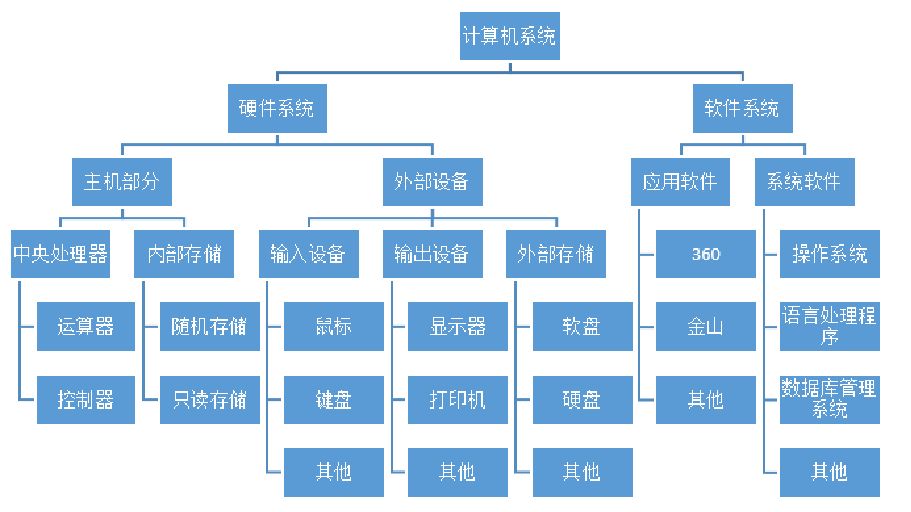 计算机系统
硬件系统
软件系统
主机部分
外部设备
应用软件
系统软件
中央处理器
内部存储
输入设备
输出设备
外部存储
360
操作系统
运算器
随机存储
鼠标
显示器
软盘
金山
语言处理程
序
控制器
只读存储
键盘
打印机
硬盘
其他
数据库管理
系统
其他
其他
其他
其他